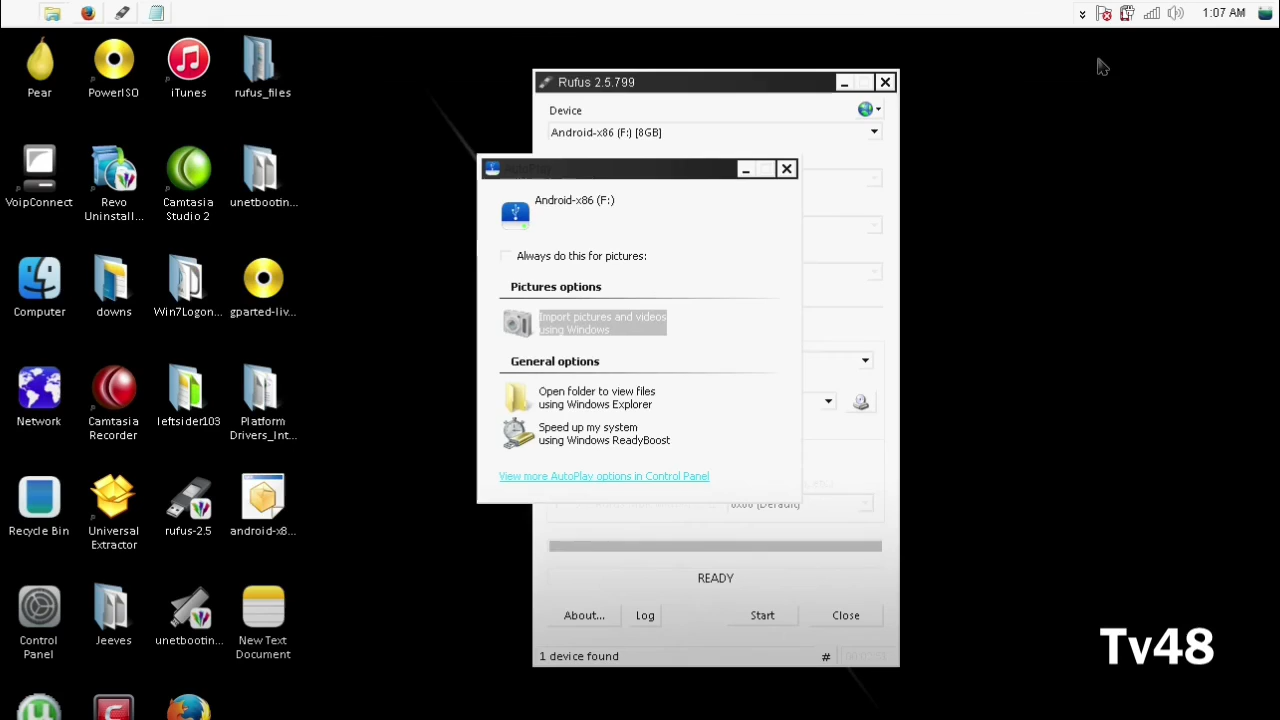 1:07 AM
Pear
PowerISO
iTunes
rufus_files
VoipConnect
Revo
Uninstall...
Camtasia
Studio 2
unetbootin...
Computer
downs
Win7Logon...
gparted-liv...
Network
Camtasia
Recorder
leftsider103
Platform
Drivers_Int...
Recycle Bin
Universal
Extractor
rufus-2.5
android-x8...
Control
Panel
Jeeves
unetbootin...
New Text
Document
Rufus 2.5.799
Device
Android-x86 (F:) [8GB]
Android-x86 (F:)
Always do this for pictures:
Pictures options
Import pictures and videos
using Windows
General options
Open folder to view files
using Windows Explorer
Speed up my system
using Windows ReadyBoost
View more AutoPlay options in Control Panel
(Default)
READY
About...
Log
Start
Close
1 device found
#
Tv48